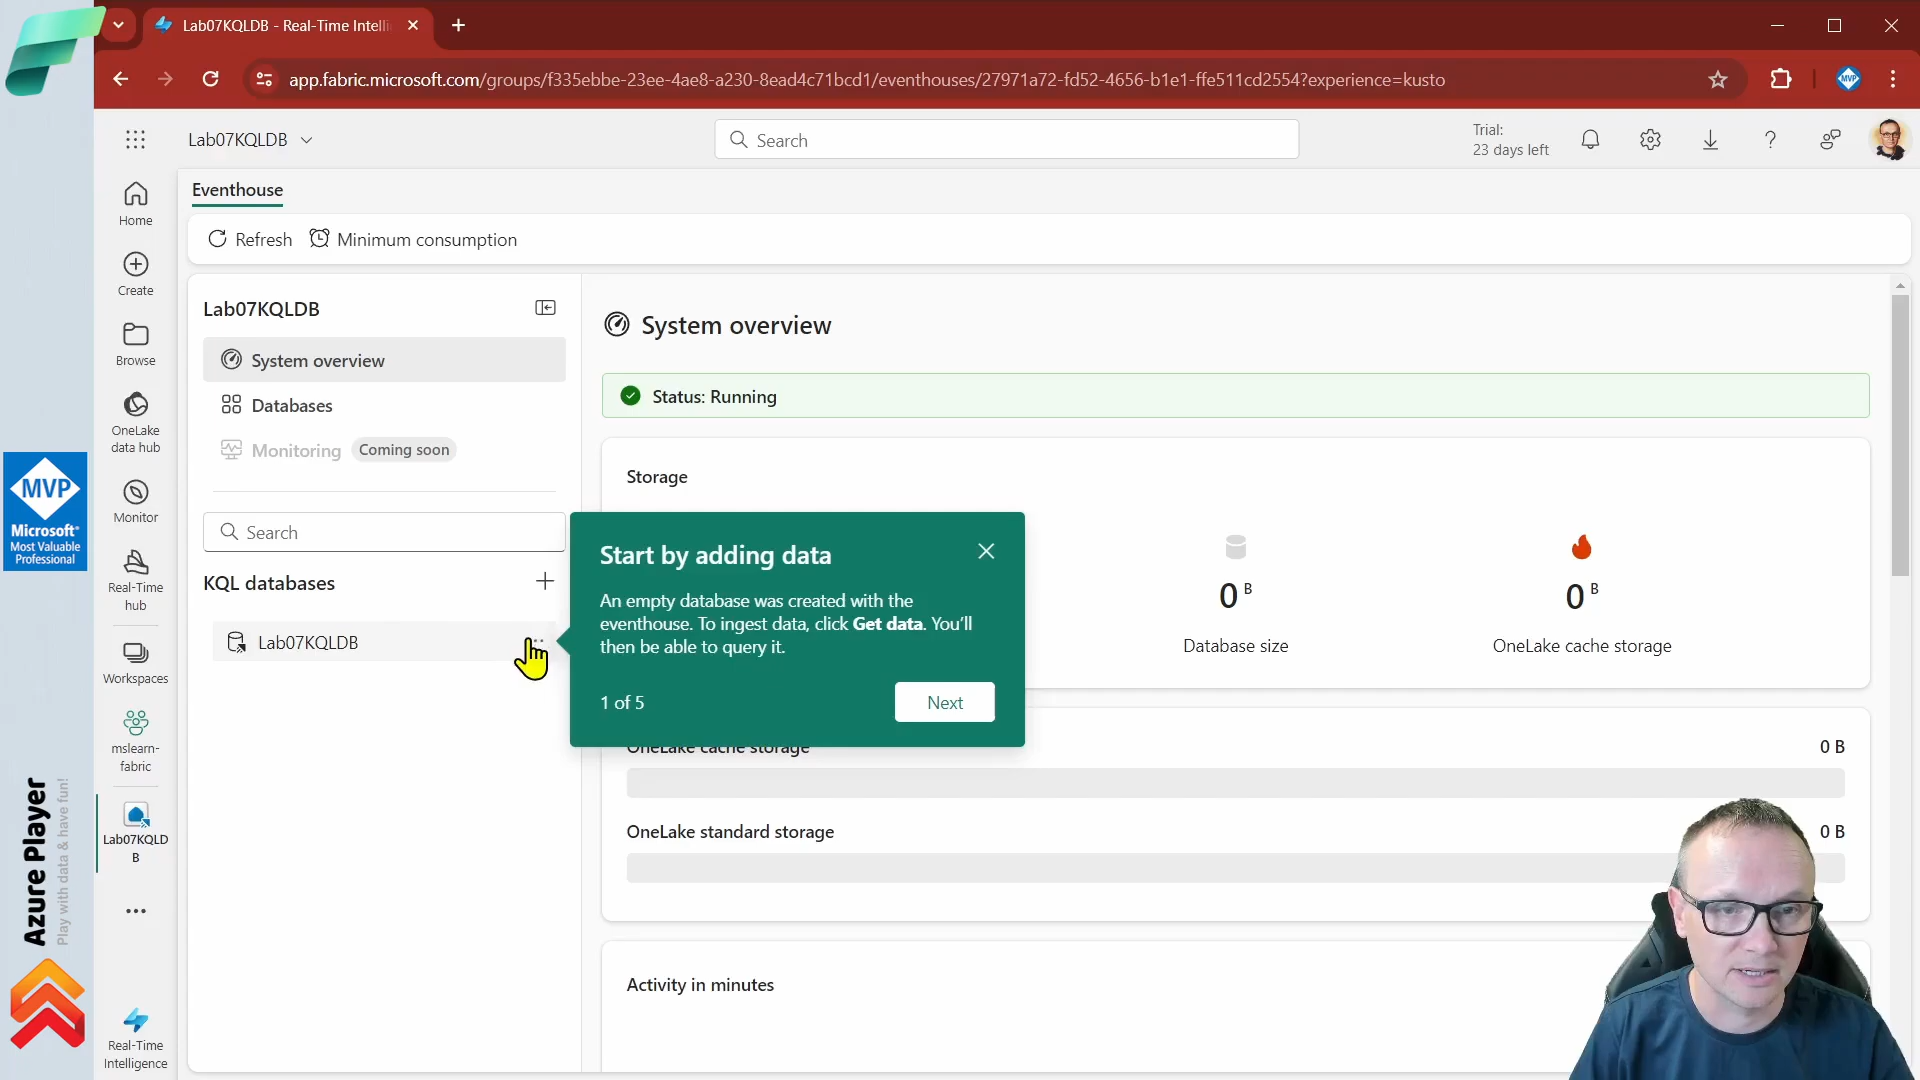 Lab07KQLDB - Real-Time Intelli
app.fabric.microsoft.com/groups/f335ebbe-23ee-4ae8-a230-8ead4c71bcd1/eventhouses/27971a72-fd52-4656-b1e1-ffe511cd2554?experience=kusto
MVP
Lab07KQLDB
Search
Trial:
23 days left
Home
Create
Browse
OneLake
data hub
Monitor
Real-Time
hub
Workspaces
mslearn-
fabric
Lab07KQLD
B
Real-Time
Intelligence
MVP
Microsoft®
Most Valuable
Professional
Azure Player
Play with data & have fun!
Eventhouse
Refresh
Minimum consumption
Lab07KQLDB
System overview
Databases
Monitoring
Coming soon
Search
KQL databases
Lab07KQLDB
Start by adding data
An empty database was created with the
eventhouse. To ingest data, click Get data. You'll
then be able to query it.
1 of 5
Next
System overview
Status: Running
Storage
0 B
Database size
0 B
OneLake cache storage
OneLake cache storage
0 B
OneLake standard storage
0 B
Activity in minutes